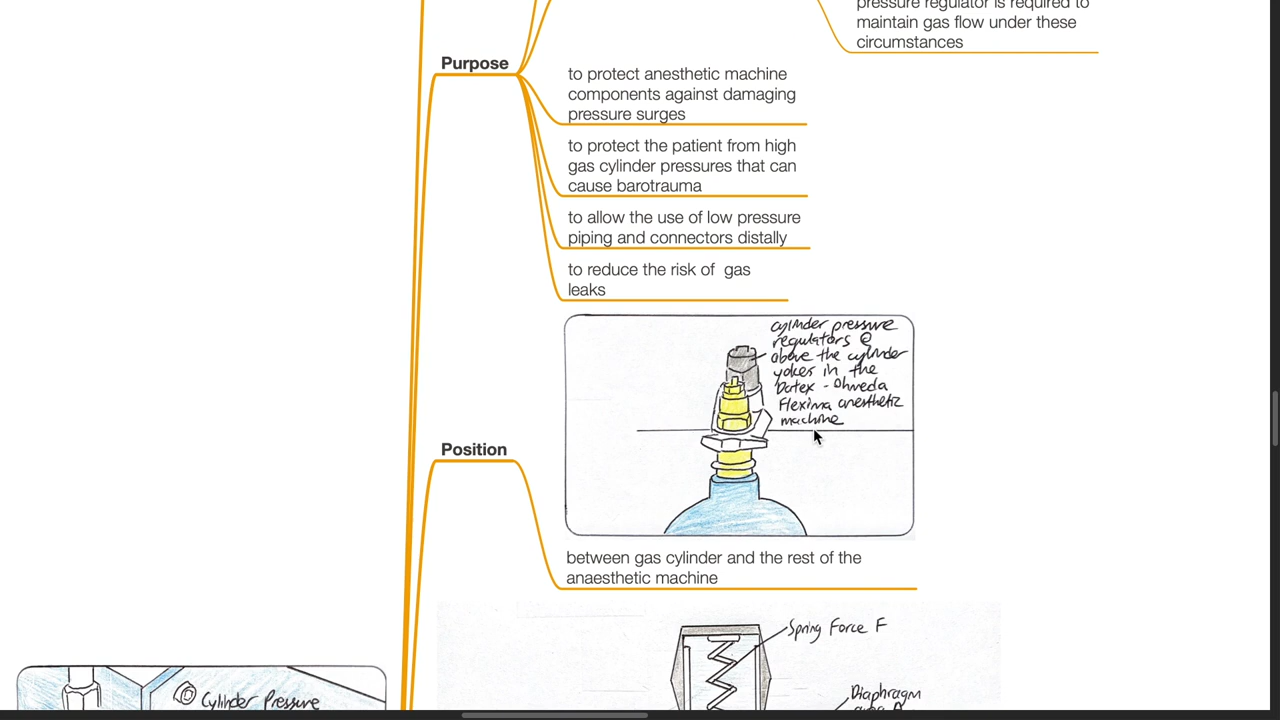 pressure regulator is required to
maintain gas flow under these
circumstances
Purpose
to protect anesthetic machine
components against damaging
pressure surges
to protect the patient from high
gas cylinder pressures that can
cause barotrauma
to allow the use of low pressure
piping and connectors distally
to reduce the risk of  gas
leaks
cylinder pressure
regulators @
above the cylinder
yokes in the
Datex - Ohmeda
Flexima anesthetic
machine
Position
between gas cylinder and the rest of the
anaesthetic machine
Spring Force F
Cylinder Pressure
Diaphragm
area A